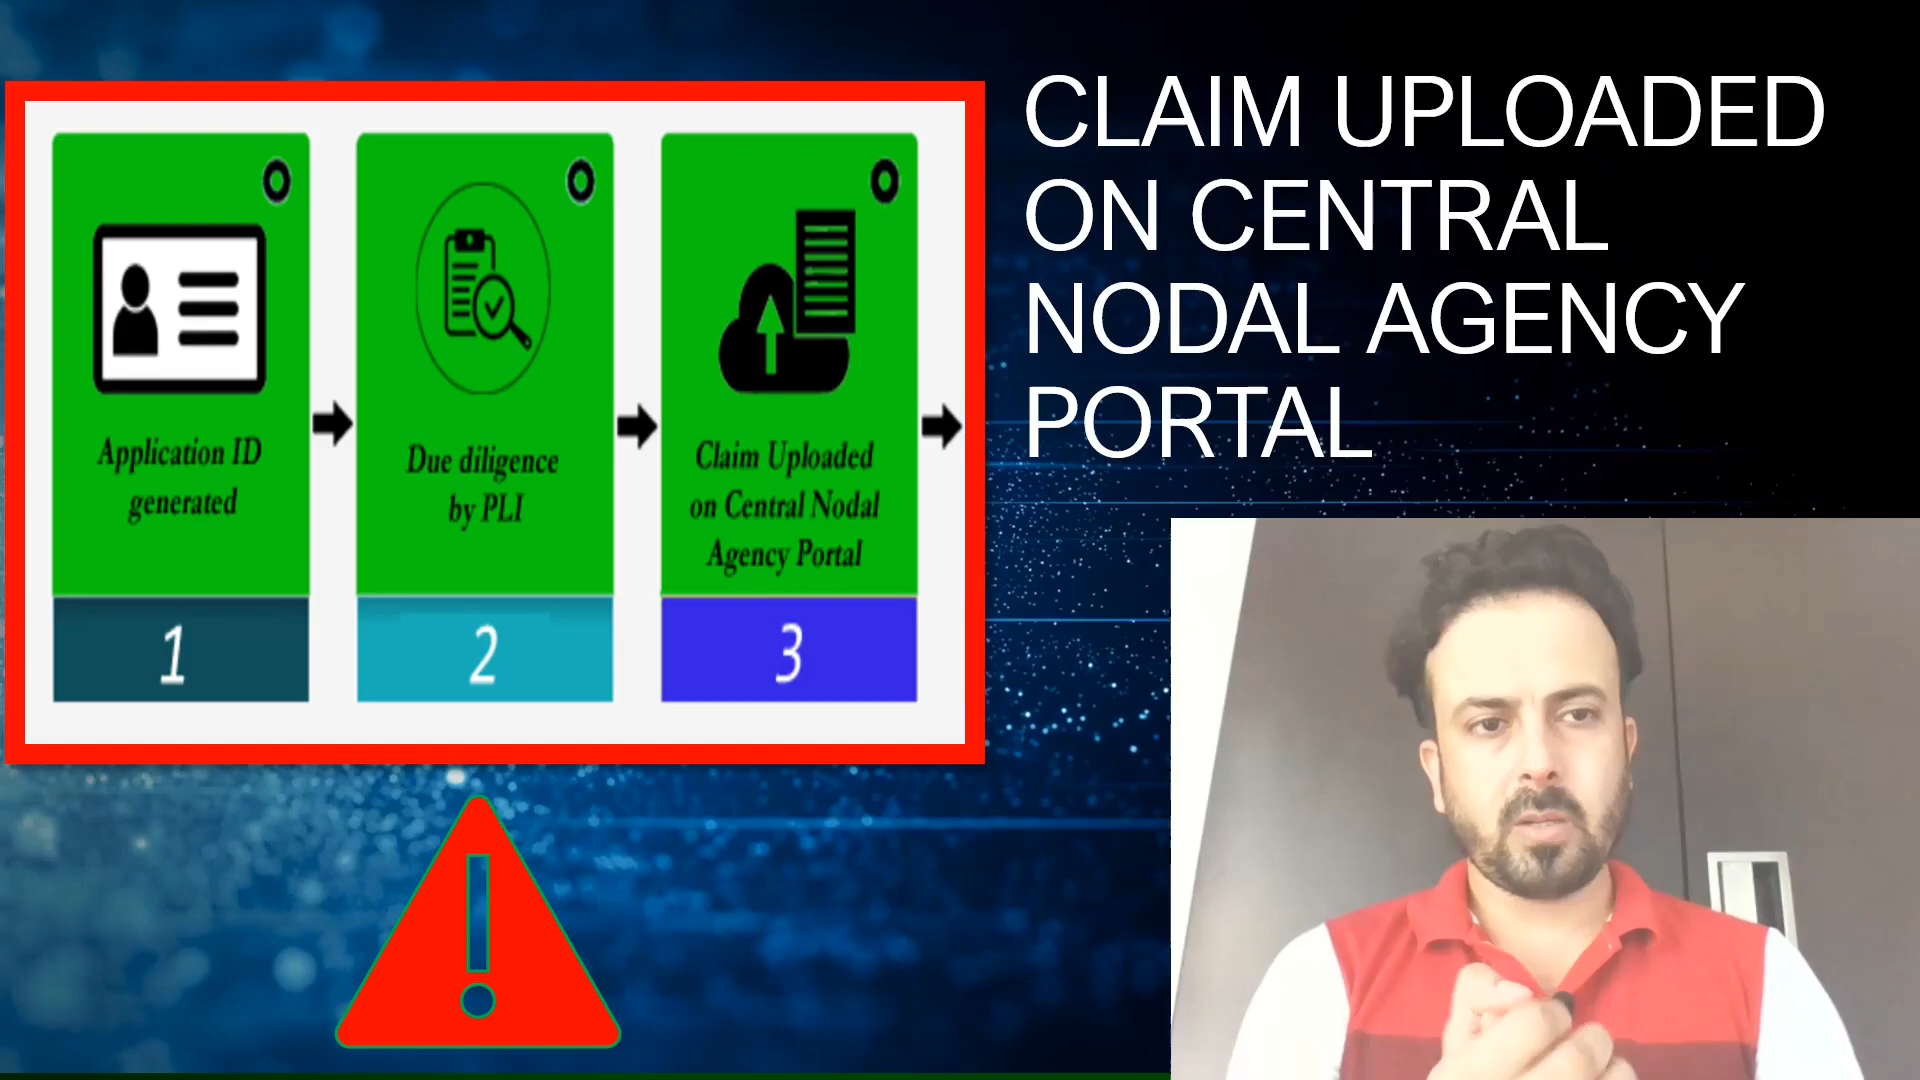 Application ID
generated
1
Due diligence
by PLI
2
Claim Uploaded
on Central Nodal
Agency Portal
3
CLAIM UPLOADED
ON CENTRAL
NODAL AGENCY
PORTAL